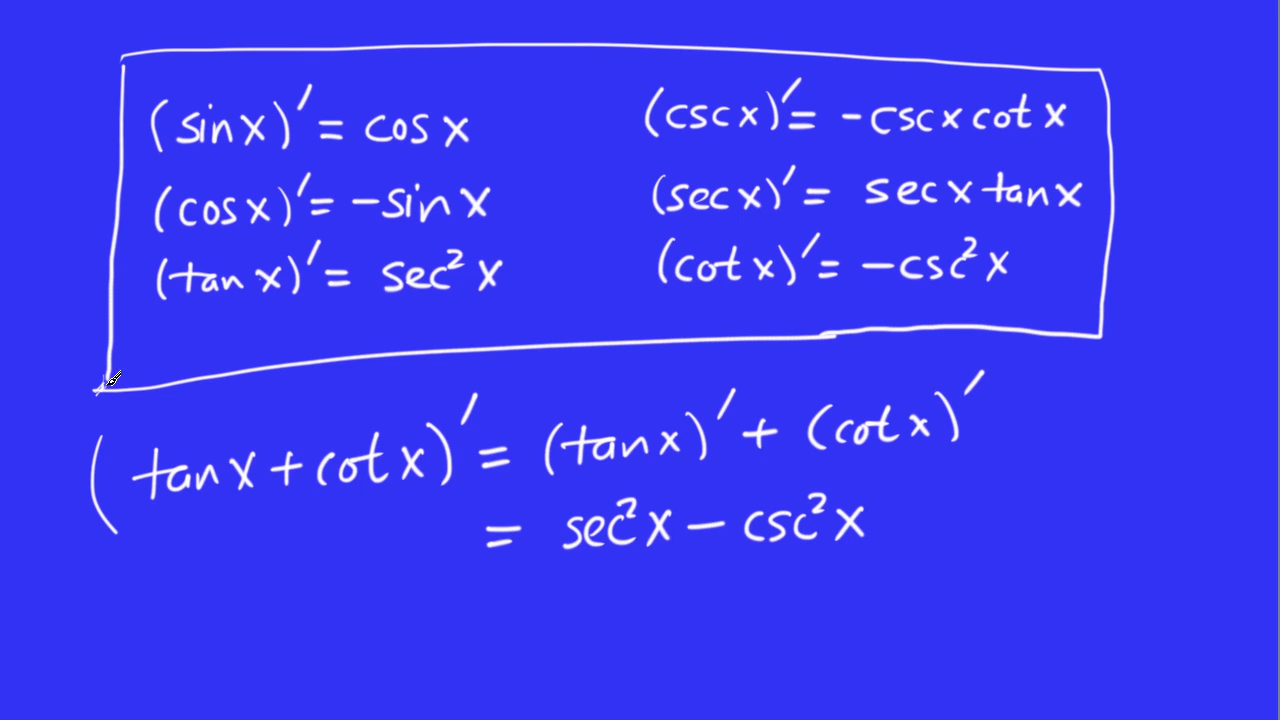 (sin x)' = cos x (csc x)' = -csc x cot x
(cos x)' = -sin x (sec x)' = sec x tan x
(tan x)' = sec² x (cot x)' = -csc² x
(tan x + cot x)' = (tan x)' + (cot x)'
= sec² x - csc² x